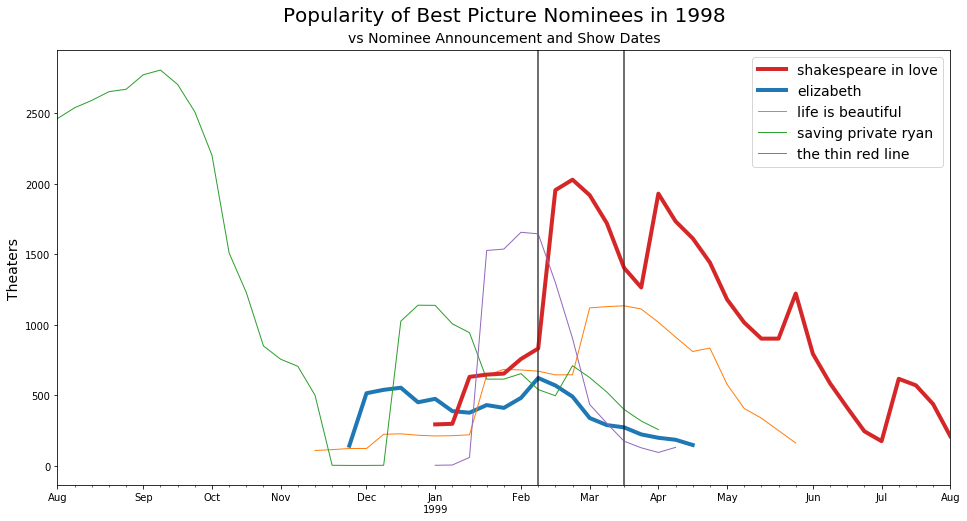 Popularity of Best Picture Nominees in 1998
vs Nominee Announcement and Show Dates
shakespeare in love
elizabeth
life is beautiful
saving private ryan
the thin red line
Theaters
2500
2000
1500
1000
500
0
Aug Sep Oct Nov Dec Jan Feb Mar Apr May Jun Jul Aug
1999